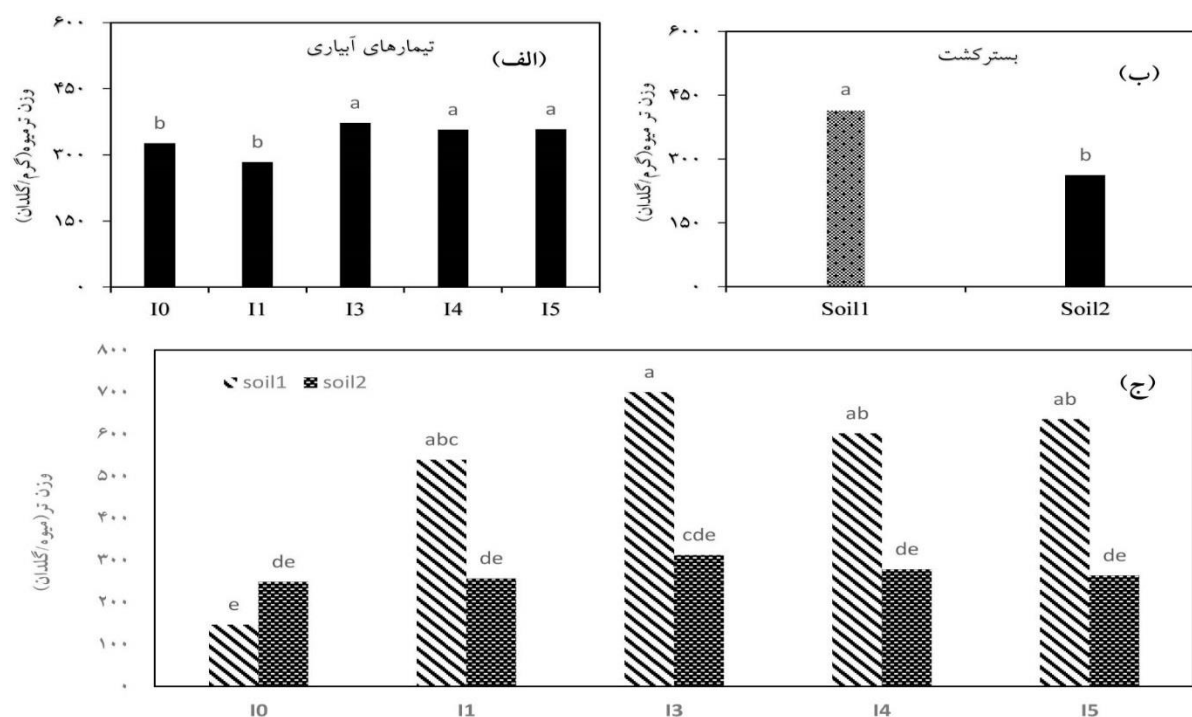 (الف)
تیمارهای آبیاری
وزن تر میوه(گرم/گلدان)
۶۰۰
۴۵۰
۳۰۰
۱۵۰
۰
b
b
a
a
a
I0 I1 I3 I4 I5
(ب)
بسترکشت
وزن تر میوه(گرم/گلدان)
۶۰۰
۴۵۰
۳۰۰
۱۵۰
۰
a
b
Soil1 Soil2
(ج)
soil1 soil2
وزن تر(میوه/گلدان)
۸۰۰
۷۰۰
۶۰۰
۵۰۰
۴۰۰
۳۰۰
۲۰۰
۱۰۰
۰
e de
abc de
a cde
ab de
ab de
I0 I1 I3 I4 I5